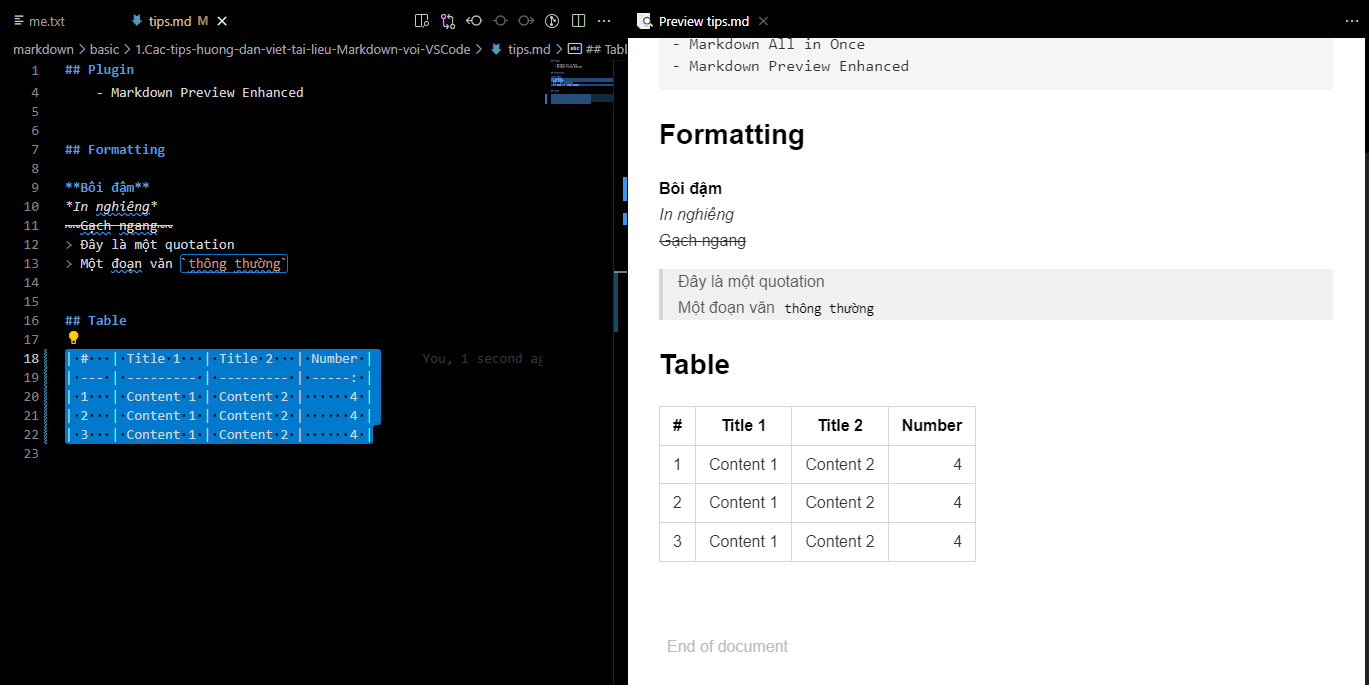 me.txt
tips.md M
markdown > basic > 1.Cac-tips-huong-dan-viet-tai-lieu-Markdown-voi-VSCode > tips.md > ## Tabl
1 ## Plugin
4 - Markdown Preview Enhanced
5
6
7 ## Formatting
8
9 **Bôi đậm**
10 *In nghiêng*
11 ~~Gạch ngang~~
12 > Đây là một quotation
13 > Một đoạn văn `thông thường`
14
15
16 ## Table
17
18 | # | Title 1 | Title 2 | Number | You, 1 second ag
19 | --- | --------- | --------- | -----: |
20 | 1 | Content 1 | Content 2 | 4 |
21 | 2 | Content 1 | Content 2 | 4 |
22 | 3 | Content 1 | Content 2 | 4 |
23
Preview tips.md
- Markdown All in Once
- Markdown Preview Enhanced
Formatting
Bôi đậm
In nghiêng
Gạch ngang
Đây là một quotation
Một đoạn văn thông thường
Table
# Title 1 Title 2 Number
1 Content 1 Content 2 4
2 Content 1 Content 2 4
3 Content 1 Content 2 4
End of document